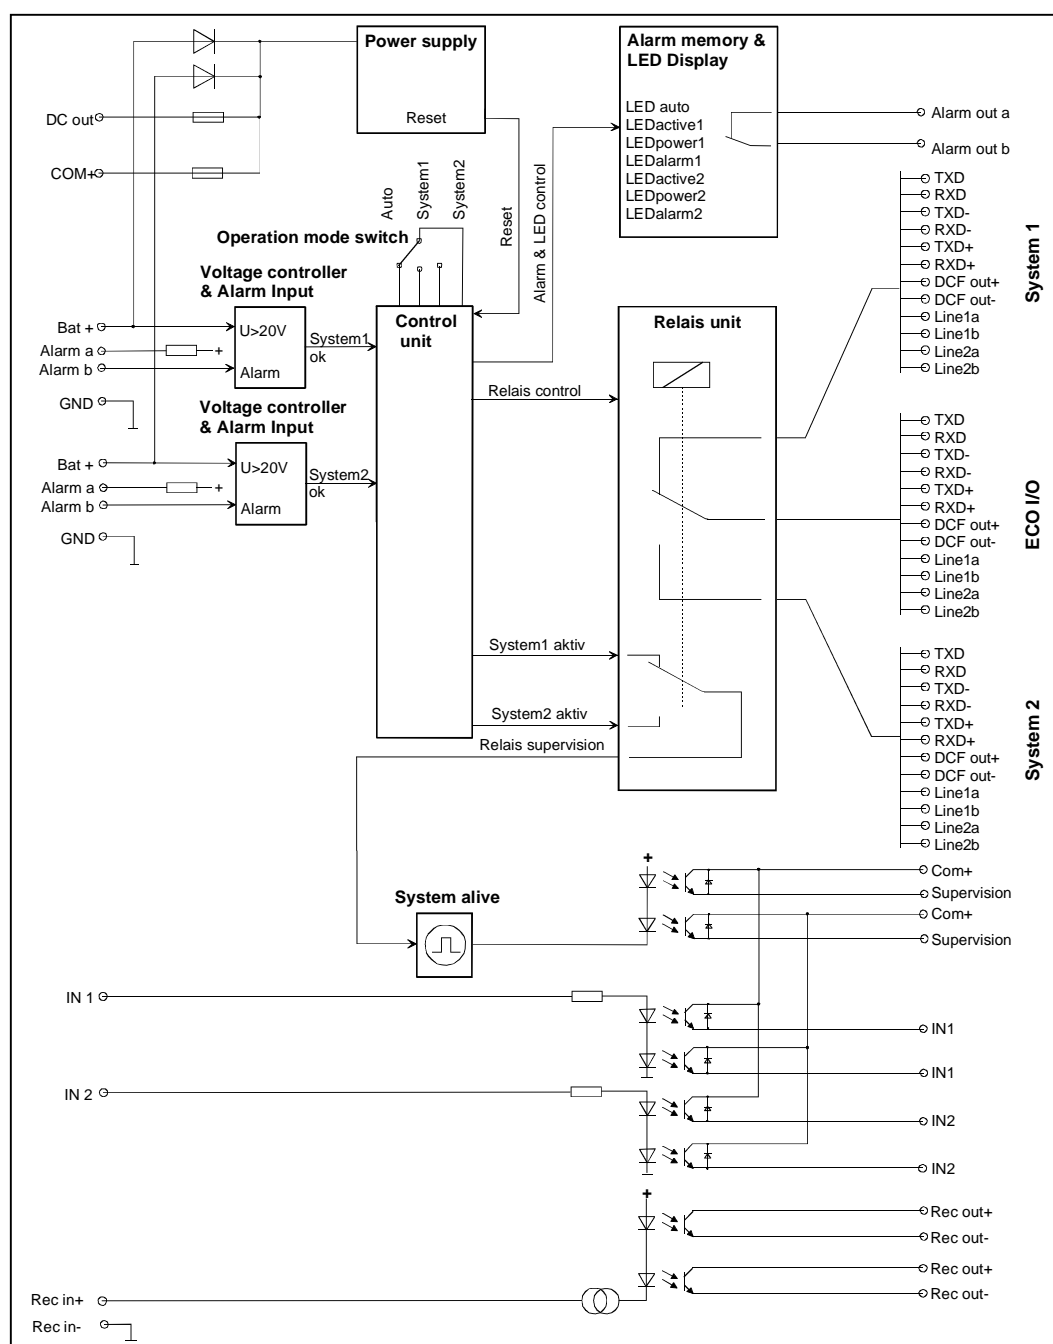 Power supply
Reset
Alarm memory &
LED Display
LED auto
LEDactive1
LEDpower1
LEDalarm1
LEDactive2
LEDpower2
LEDalarm2
Alarm out a
Alarm out b
DC out
COM+
Auto
System1
System2
Reset
Alarm & LED control
Operation mode switch
Voltage controller
& Alarm Input
Bat +
Alarm a
Alarm b
GND
+
U>20V
Alarm
System1
ok
Control
unit
Voltage controller
& Alarm Input
Bat +
Alarm a
Alarm b
GND
+
U>20V
Alarm
System2
ok
Relais unit
Relais control
System1 aktiv
System2 aktiv
Relais supervision
TXD
RXD
TXD-
RXD-
TXD+
RXD+
DCF out+
DCF out-
Line1a
Line1b
Line2a
Line2b
System 1
TXD
RXD
TXD-
RXD-
TXD+
RXD+
DCF out+
DCF out-
Line1a
Line1b
Line2a
Line2b
ECO I/O
TXD
RXD
TXD-
RXD-
TXD+
RXD+
DCF out+
DCF out-
Line1a
Line1b
Line2a
Line2b
System 2
System alive
+
Com+
Supervision
Com+
Supervision
IN 1
IN1
IN1
IN 2
IN2
IN2
+
Rec out+
Rec out-
Rec out+
Rec out-
Rec in+
Rec in-